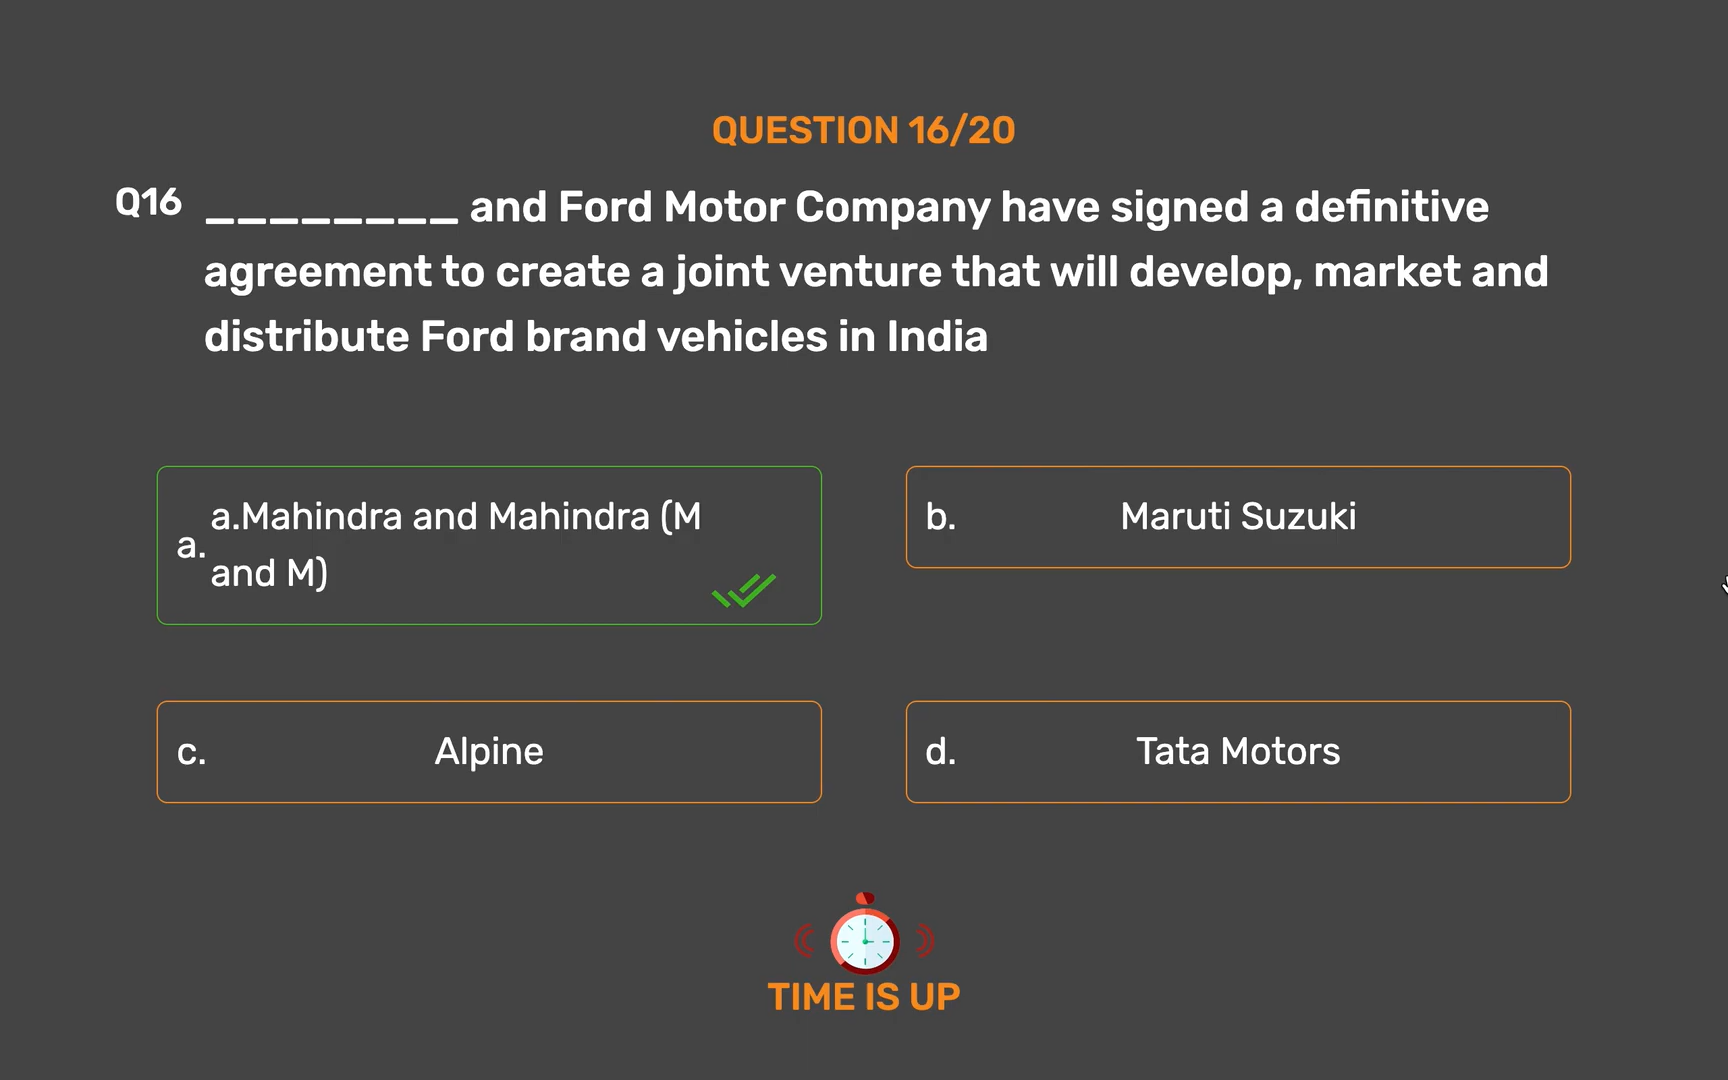 QUESTION 16/20
Q16 ________ and Ford Motor Company have signed a definitive
agreement to create a joint venture that will develop, market and
distribute Ford brand vehicles in India
a. a.Mahindra and Mahindra (M
and M)
b. Maruti Suzuki
c. Alpine
d. Tata Motors
TIME IS UP